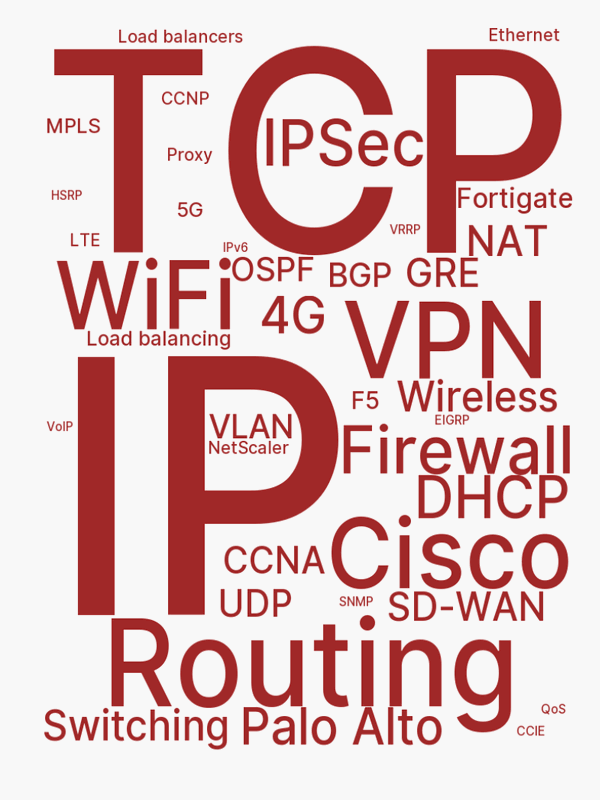 Load balancers
Ethernet
TCP
CCNP
MPLS
IPSec
Proxy
HSRP
Fortigate
5G
VRRP
LTE
NAT
IPv6
WiFi
OSPF
BGP
GRE
4G
VPN
Load balancing
IP
F5
Wireless
EIGRP
VoIP
VLAN
NetScaler
Firewall
DHCP
CCNA
Cisco
UDP
SNMP
SD-WAN
Routing
QoS
Switching
Palo Alto
CCIE